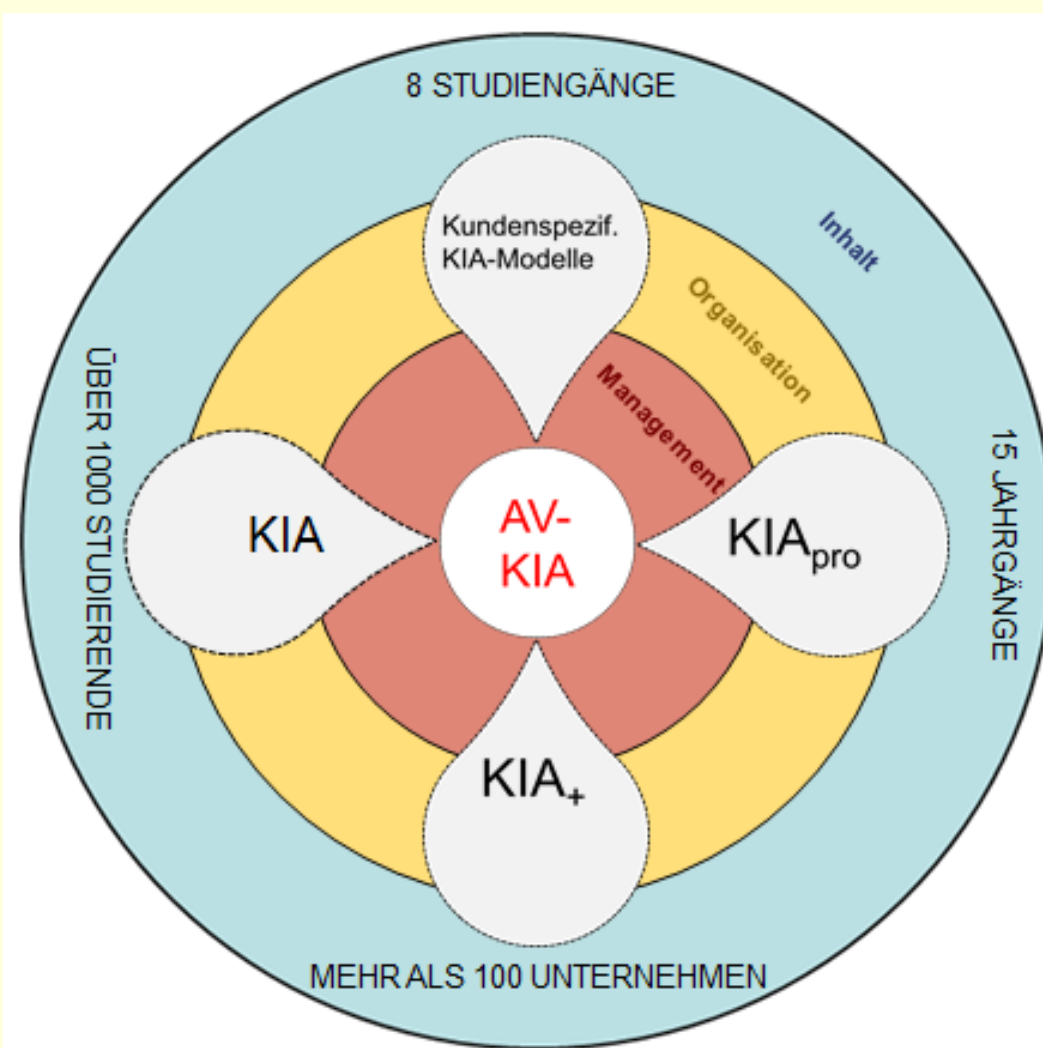 8 STUDIENGÄNGE
Kundenspezif.
KIA-Modelle
Inhalt
Organisation
Management
ÜBER 1000 STUDIERENDE
KIA
AV-
KIA
KIApro
15 JAHRGÄNGE
KIA+
MEHR ALS 100 UNTERNEHMEN